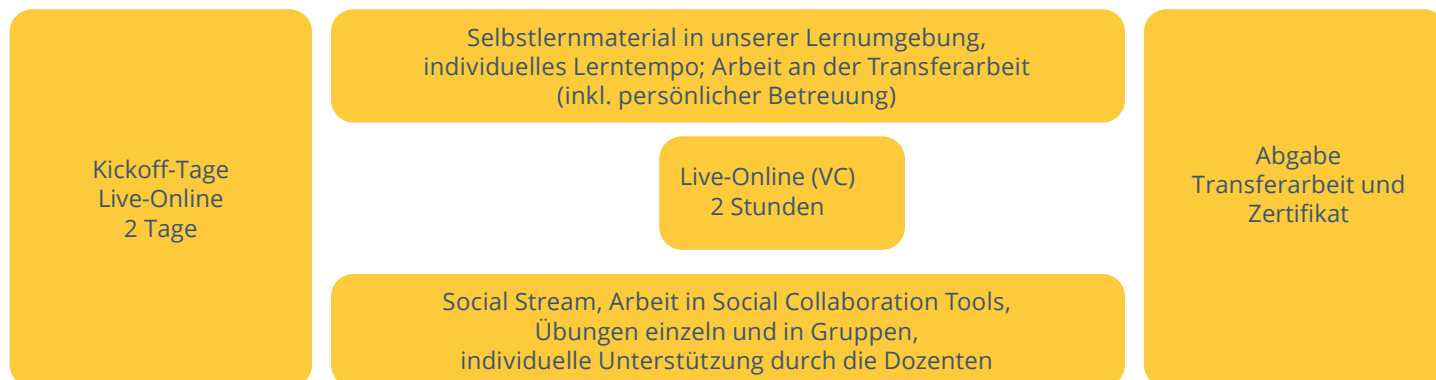 Kickoff-Tage
Live-Online
2 Tage
Selbstlernmaterial in unserer Lernumgebung,
individuelles Lerntempo; Arbeit an der Transferarbeit
(inkl. persönlicher Betreuung)
Live-Online (VC)
2 Stunden
Social Stream, Arbeit in Social Collaboration Tools,
Übungen einzeln und in Gruppen,
individuelle Unterstützung durch die Dozenten
Abgabe
Transferarbeit und
Zertifikat